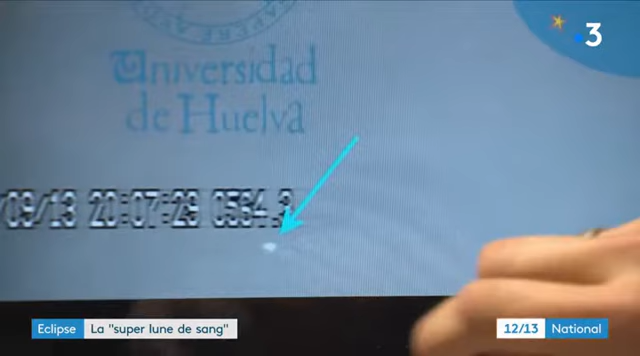 3
Universidad
de Huelva
/09/13 20:07:29 0564.3
Eclipse
La "super lune de sang"
12/13
National